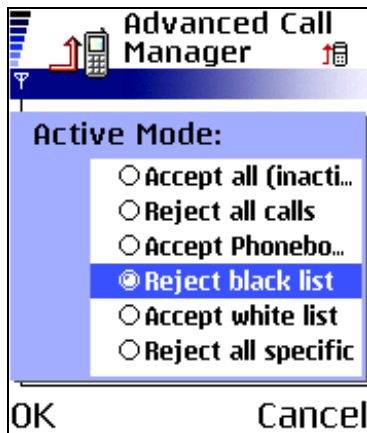 Advanced Call
Manager
Active Mode:
Accept all (inacti...
Reject all calls
Accept Phonebo...
Reject black list
Accept white list
Reject all specific
OK Cancel